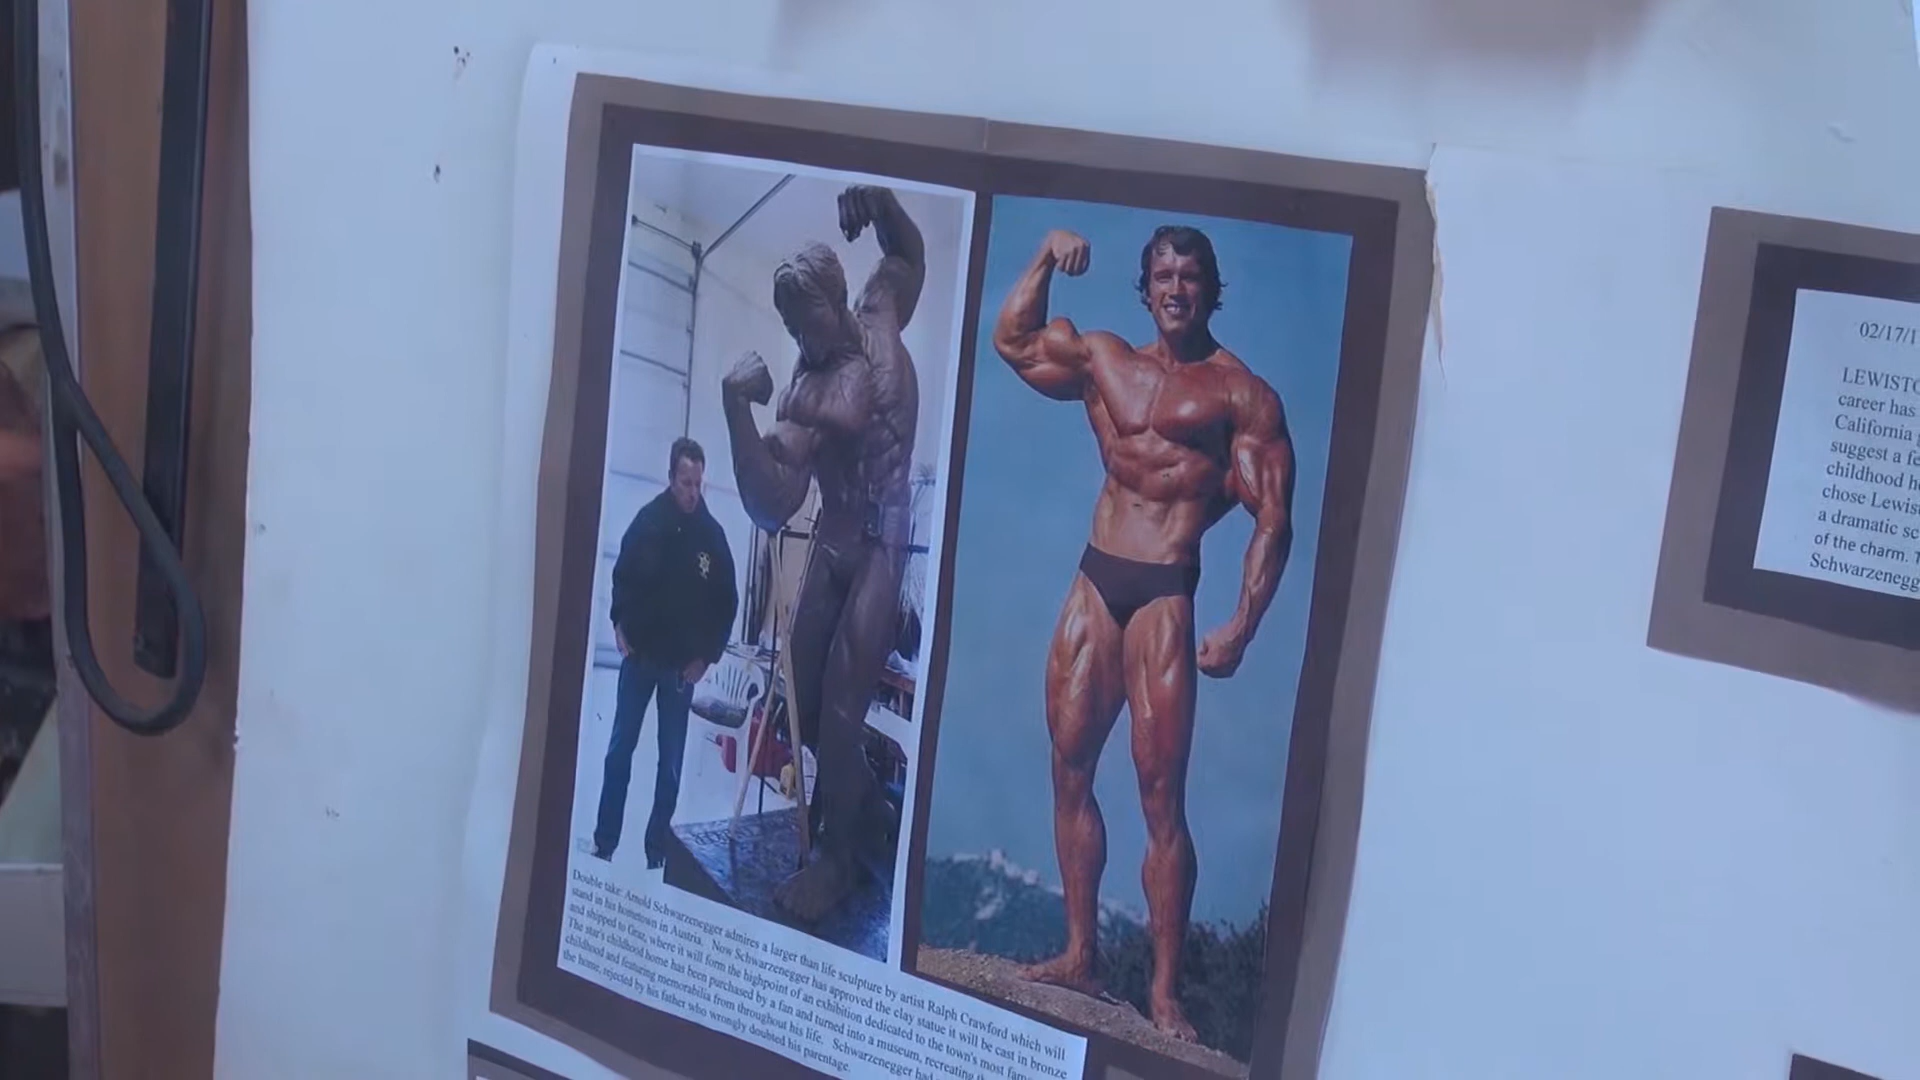 Double take: Arnold Schwarzenegger admires a larger than life sculpture by artist Ralph Crawford which will
stand in his hometown in Austria. Now Schwarzenegger has approved the clay statue it will be cast in bronze
and shipped to Graz, where it will form the highpoint of an exhibition dedicated to the town's most
The star's childhood home has been purchased by a fan and turned into a museum, recreating
childhood and featuring memorabilia from throughout his life. Schwarzenegger had
the home, rejected by his father who wrongly doubted his parentage.
02/17/1
LEWISTO
career has
California
suggest a fe
childhood h
chose Lewis
a dramatic sc
of the charm. T
Schwarzenegg